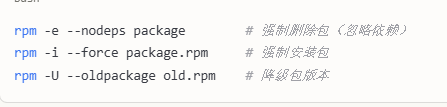 rpm -e --nodeps package # 强制删除包（忽略依赖）
rpm -i --force package.rpm # 强制安装包
rpm -U --oldpackage old.rpm # 降级包版本